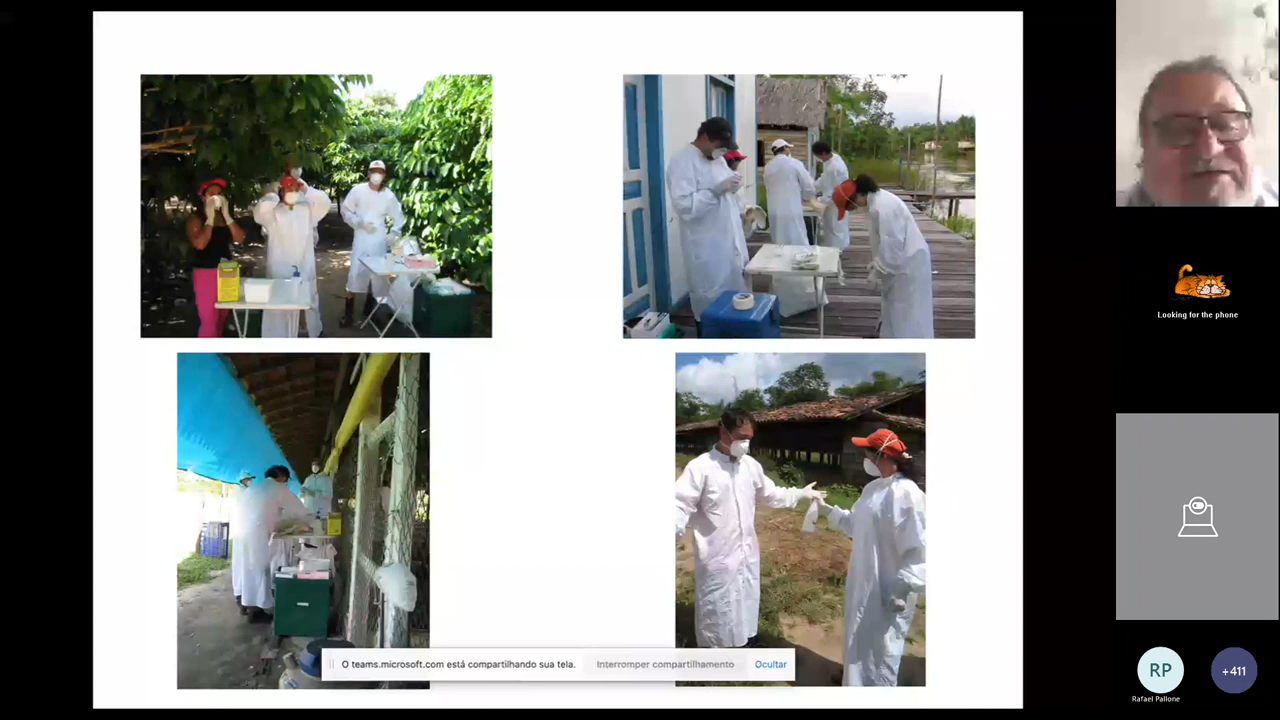 Looking for the phone
O teams.microsoft.com está compartilhando sua tela.
Interromper compartilhamento
Ocultar
RP
+411
Rafael Pallone